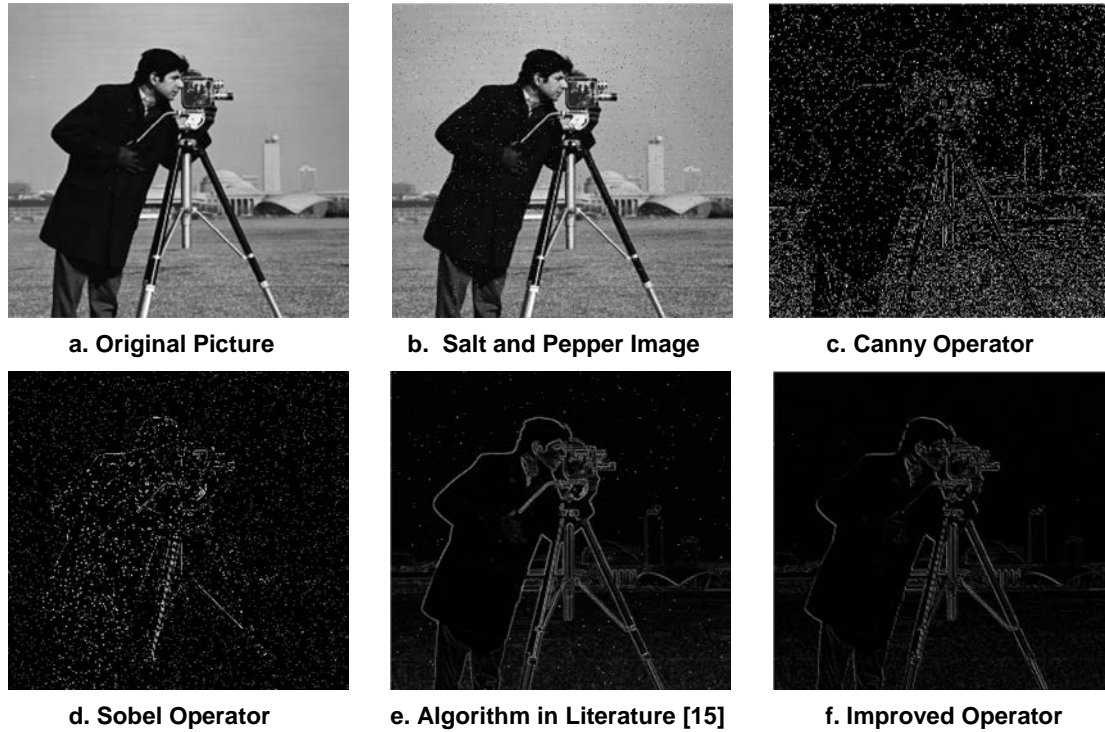 a. Original Picture
b. Salt and Pepper Image
c. Canny Operator
d. Sobel Operator
e. Algorithm in Literature [15]
f. Improved Operator